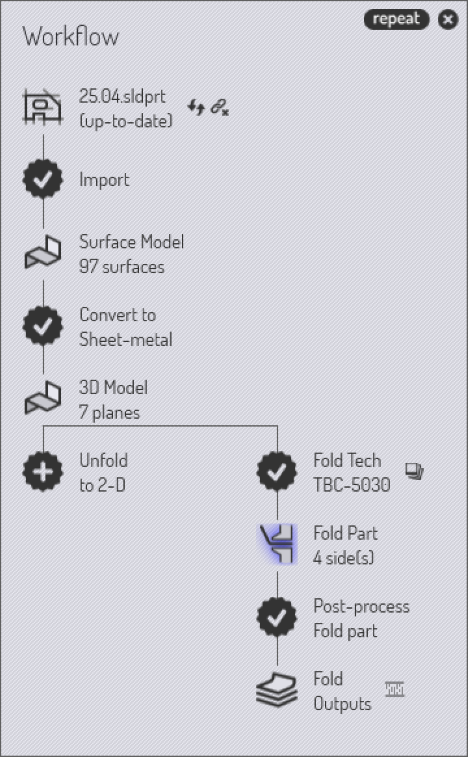 repeat
Workflow
25.04.sldprt
(up-to-date)
Import
Surface Model
97 surfaces
Convert to
Sheet-metal
3D Model
7 planes
Unfold
to 2-D
Fold Tech
TBC-5030
Fold Part
4 side(s)
Post-process
Fold part
Fold
Outputs